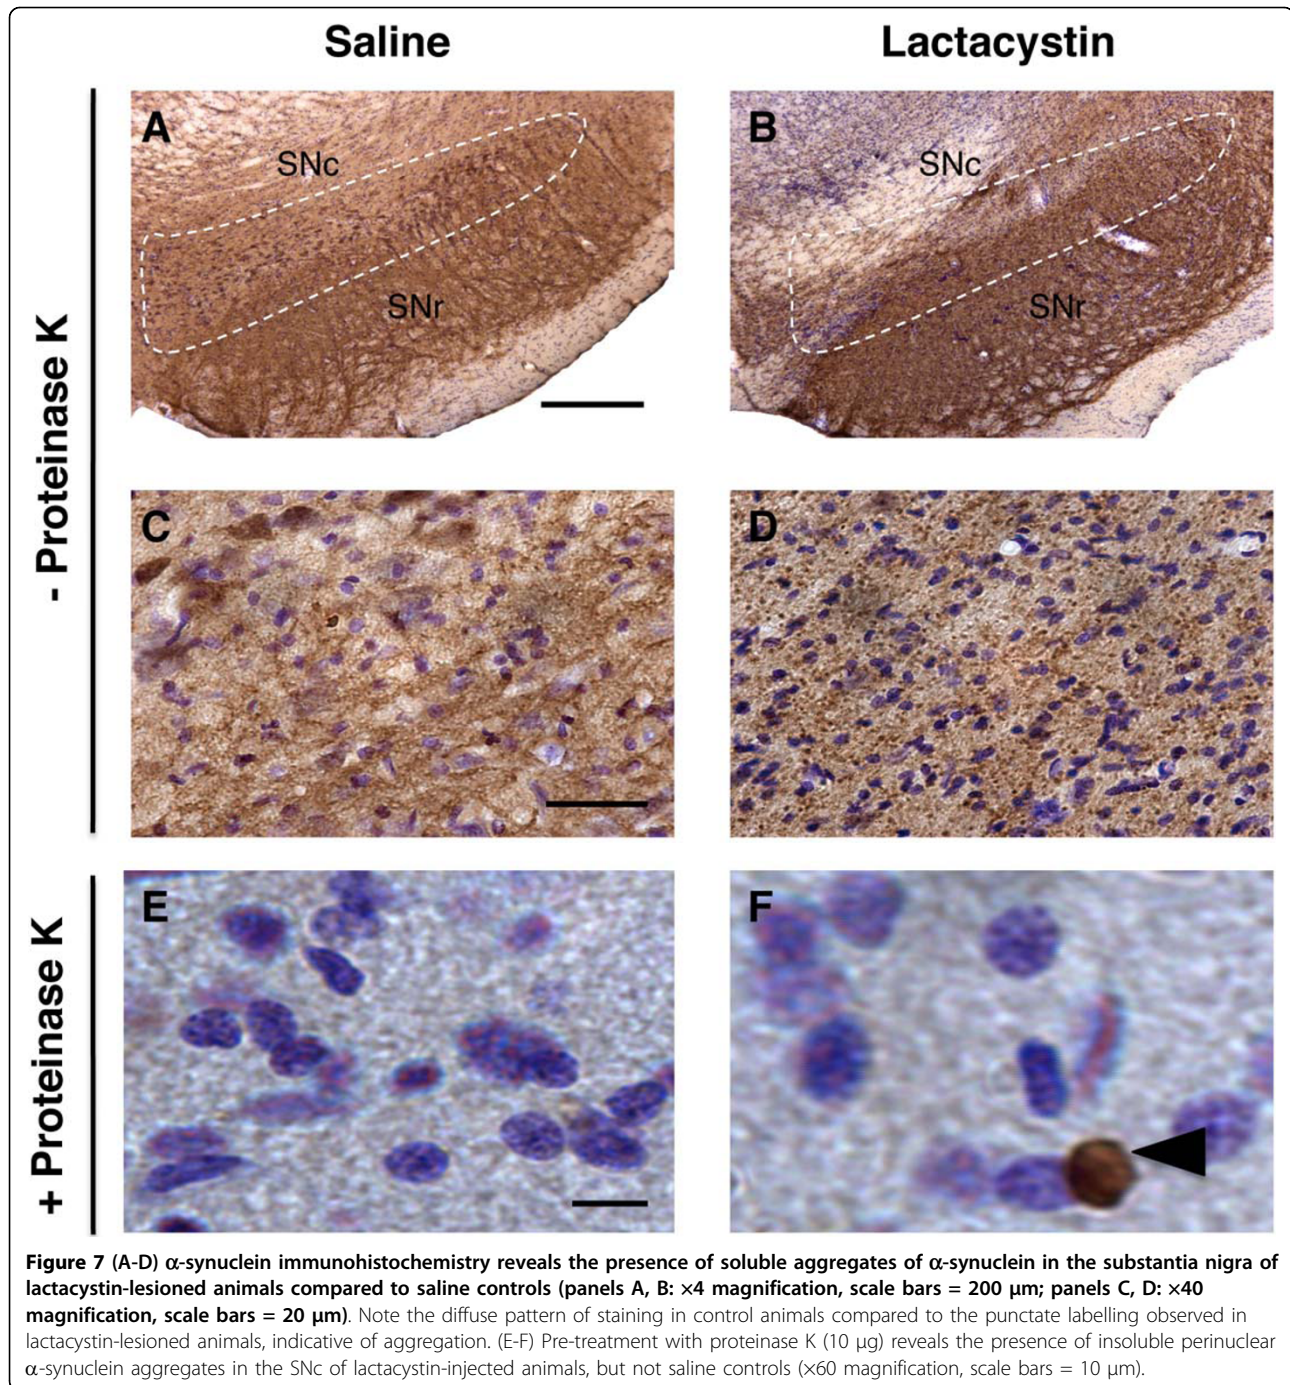 Saline
Lactacystin
- Proteinase K
A
SNc
SNr
B
SNc
SNr
C
D
+ Proteinase K
E
F
Figure 7 (A-D) α-synuclein immunohistochemistry reveals the presence of soluble aggregates of α-synuclein in the substantia nigra of
lactacystin-lesioned animals compared to saline controls (panels A, B: ×4 magnification, scale bars = 200 μm; panels C, D: ×40
magnification, scale bars = 20 μm). Note the diffuse pattern of staining in control animals compared to the punctate labelling observed in
lactacystin-lesioned animals, indicative of aggregation. (E-F) Pre-treatment with proteinase K (10 μg) reveals the presence of insoluble perinuclear
α-synuclein aggregates in the SNc of lactacystin-injected animals, but not saline controls (×60 magnification, scale bars = 10 μm).